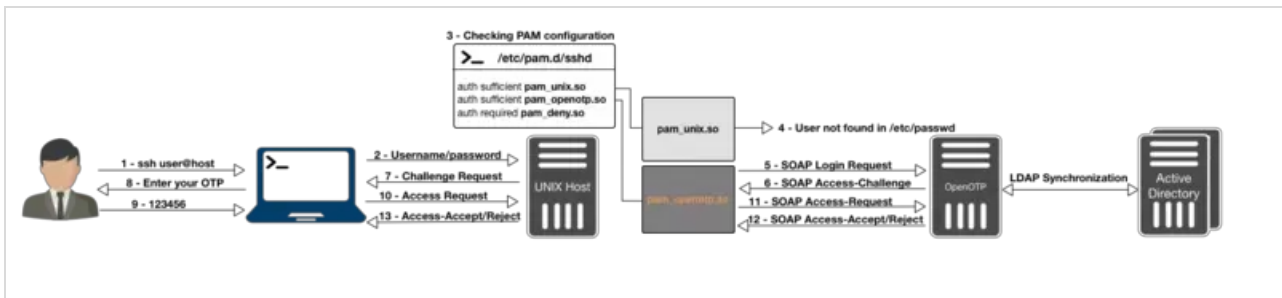 3 - Checking PAM configuration
>_ /etc/pam.d/sshd
auth sufficient pam_unix.so
auth sufficient pam_openotp.so
auth required pam_deny.so
pam_unix.so
4 - User not found in /etc/passwd
1 - ssh user@host
8 - Enter your OTP
9 - 123456
>_
2 - Username/password
7 - Challenge Request
10 - Access Request
13 - Access-Accept/Reject
UNIX Host
pam_openotp.so
5 - SOAP Login Request
6 - SOAP Access-Challenge
11 - SOAP Access-Request
12 - SOAP Access-Accept/Reject
OpenOTP
LDAP Synchronization
Active
Directory